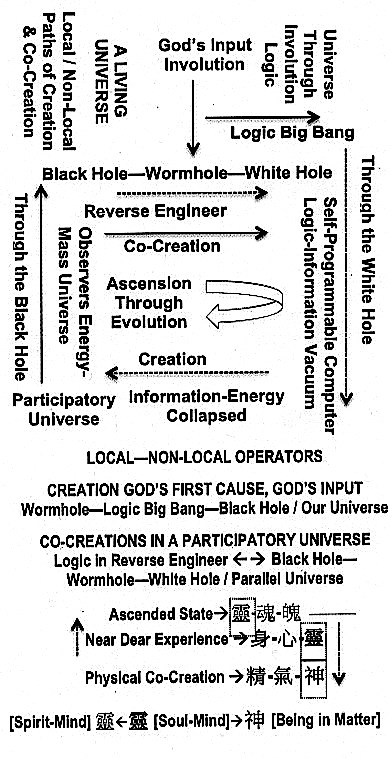 Local / Non-Local
Paths of Creation
& Co-Creation
A LIVING
UNIVERSE
God's Input
Involution
Universe
Through
Involution
Logic
Logic Big Bang
Black Hole—Wormhole—White Hole
Reverse Engineer
Co-Creation
Through the Black Hole
Observers Energy-
Mass Universe
Ascension
Through
Evolution
Self-Programmable Computer
Logic-Information Vacuum
Through the White Hole
Creation
Participatory
Universe
Information-Energy
Collapsed
LOCAL—NON-LOCAL OPERATORS
CREATION GOD'S FIRST CAUSE, GOD'S INPUT
Wormhole—Logic Big Bang—Black Hole / Our Universe
CO-CREATIONS IN A PARTICIPATORY UNIVERSE
Logic in Reverse Engineer ←→ Black Hole—
Wormhole—White Hole / Parallel Universe
Ascended State→靈-魂-魄
Near Dear Experience→身-心-靈
Physical Co-Creation→精-氣-神
[Spirit-Mind] 靈←靈 [Soul-Mind]→神 [Being in Matter]